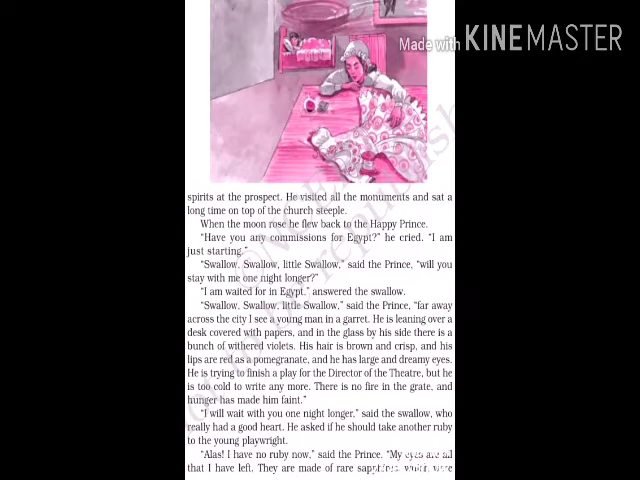 Made with KINEMASTER
spirits at the prospect. He visited all the monuments and sat a
long time on top of the church steeple.
When the moon rose he flew back to the Happy Prince.
“Have you any commissions for Egypt?” he cried. “I am
just starting.”
“Swallow, Swallow, little Swallow,” said the Prince, “will you
stay with me one night longer?”
“I am waited for in Egypt,” answered the swallow.
“Swallow, Swallow, little Swallow,” said the Prince, “far away
across the city I see a young man in a garret. He is leaning over a
desk covered with papers, and in the glass by his side there is a
bunch of withered violets. His hair is brown and crisp, and his
lips are red as a pomegranate, and he has large and dreamy eyes.
He is trying to finish a play for the Director of the Theatre, but he
is too cold to write any more. There is no fire in the grate, and
hunger has made him faint.”
“I will wait with you one night longer,” said the swallow, who
really had a good heart. He asked if he should take another ruby
to the young playwright.
“Alas! I have no ruby now,” said the Prince. “My eyes are all
that I have left. They are made of rare